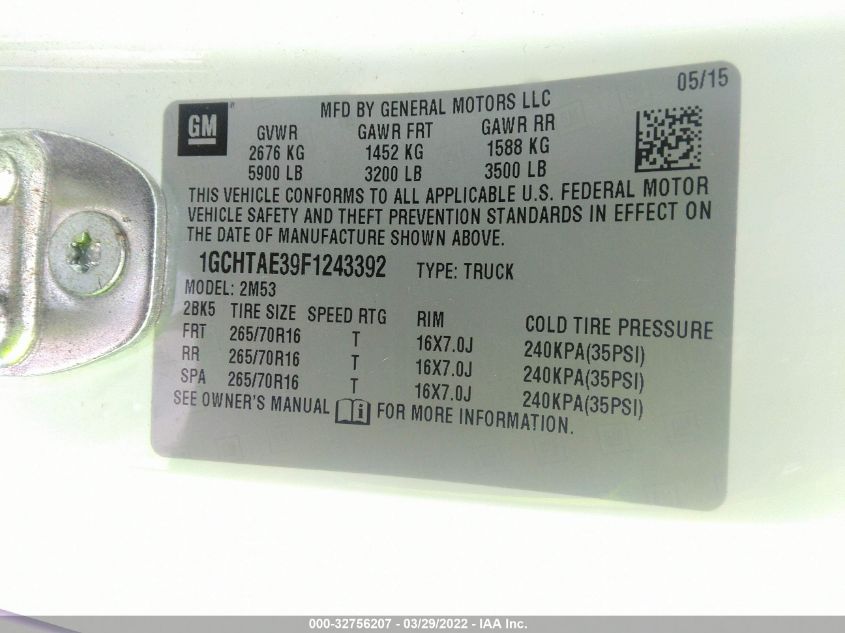 05/15
MFD BY GENERAL MOTORS LLC
GM
GVWR GAWR FRT GAWR RR
2676 KG 1452 KG 1588 KG
5900 LB 3200 LB 3500 LB
THIS VEHICLE CONFORMS TO ALL APPLICABLE U.S. FEDERAL MOTOR
VEHICLE SAFETY AND THEFT PREVENTION STANDARDS IN EFFECT ON
THE DATE OF MANUFACTURE SHOWN ABOVE.
1GCHTAE39F1243392 TYPE: TRUCK
MODEL: 2M53
2BK5 TIRE SIZE SPEED RTG RIM COLD TIRE PRESSURE
FRT 265/70R16 T 16X7.0J 240KPA(35PSI)
RR 265/70R16 T 16X7.0J 240KPA(35PSI)
SPA 265/70R16 T 16X7.0J 240KPA(35PSI)
SEE OWNER'S MANUAL i FOR MORE INFORMATION.
000-32756207 - 03/29/2022 - IAA Inc.